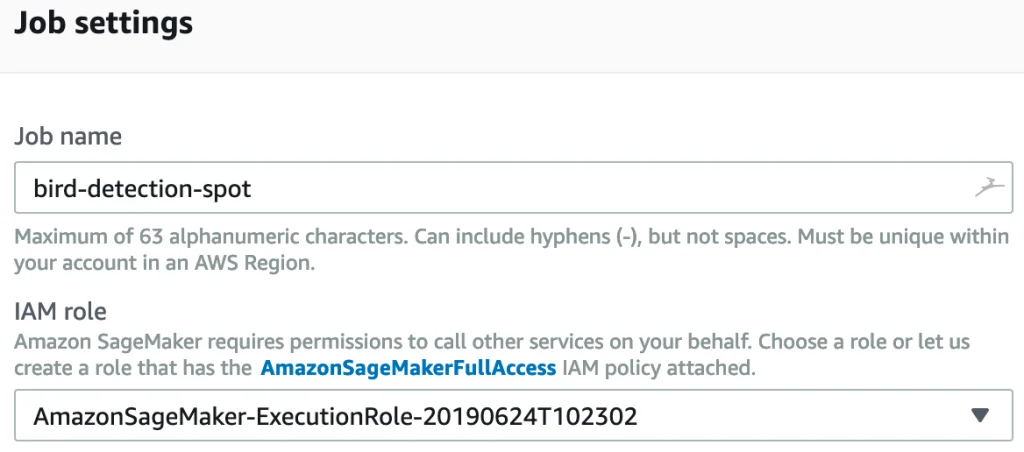 Job settings
Job name
bird-detection-spot
Maximum of 63 alphanumeric characters. Can include hyphens (-), but not spaces. Must be unique within
your account in an AWS Region.
IAM role
Amazon SageMaker requires permissions to call other services on your behalf. Choose a role or let us
create a role that has the AmazonSageMakerFullAccess IAM policy attached.
AmazonSageMaker-ExecutionRole-20190624T102302